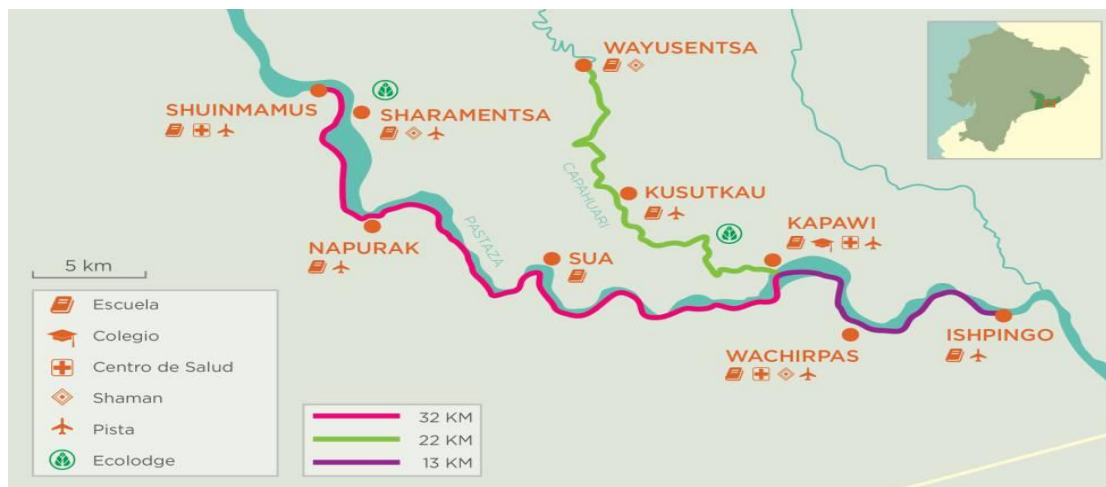 WAYUSENTSA
SHUINMAMUS
SHARAMENTSA
CAPAHUARI
KUSUTKAU
KAPAWI
NAPURAK
PASTAZA
SUA
5 km
WACHIRPAS
ISHPINGO
Escuela
Colegio
Centro de Salud
Shaman
Pista
Ecolodge
32 KM
22 KM
13 KM